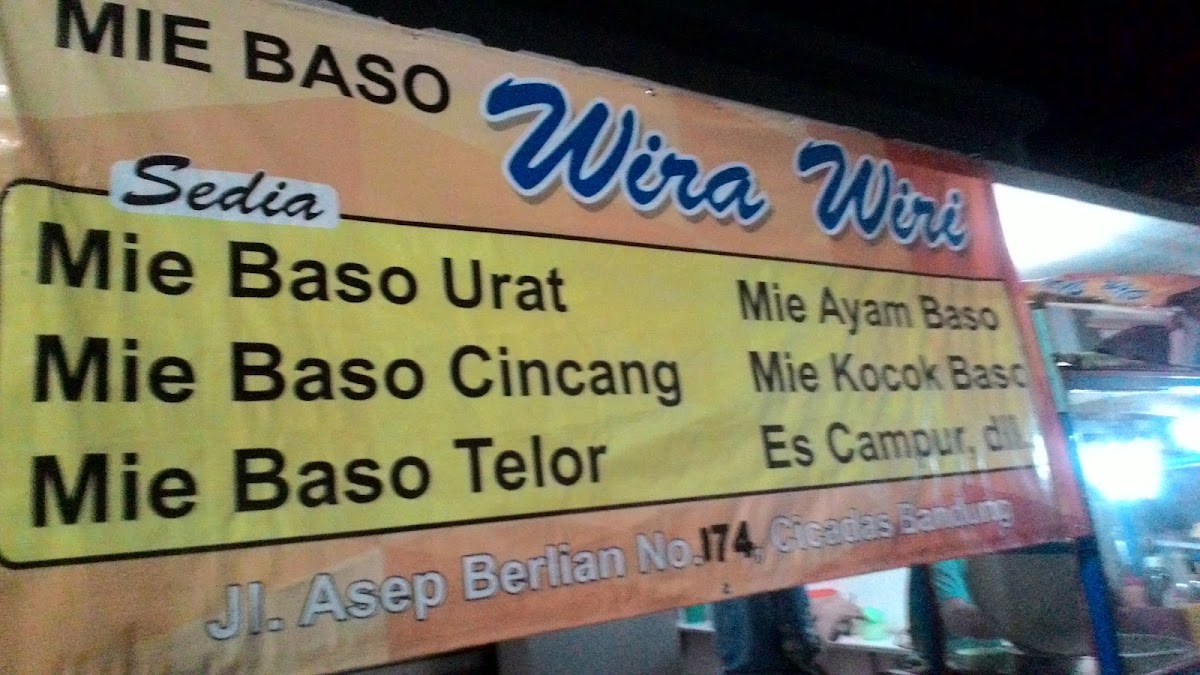 MIE BASO Wira Wiri
Sedia
Mie Baso Urat
Mie Baso Cincang
Mie Baso Telor
Mie Ayam Baso
Mie Kocok Baso
Es Campur, dll.
Jl. Asep Berlian No.174, Cicadas Bandung